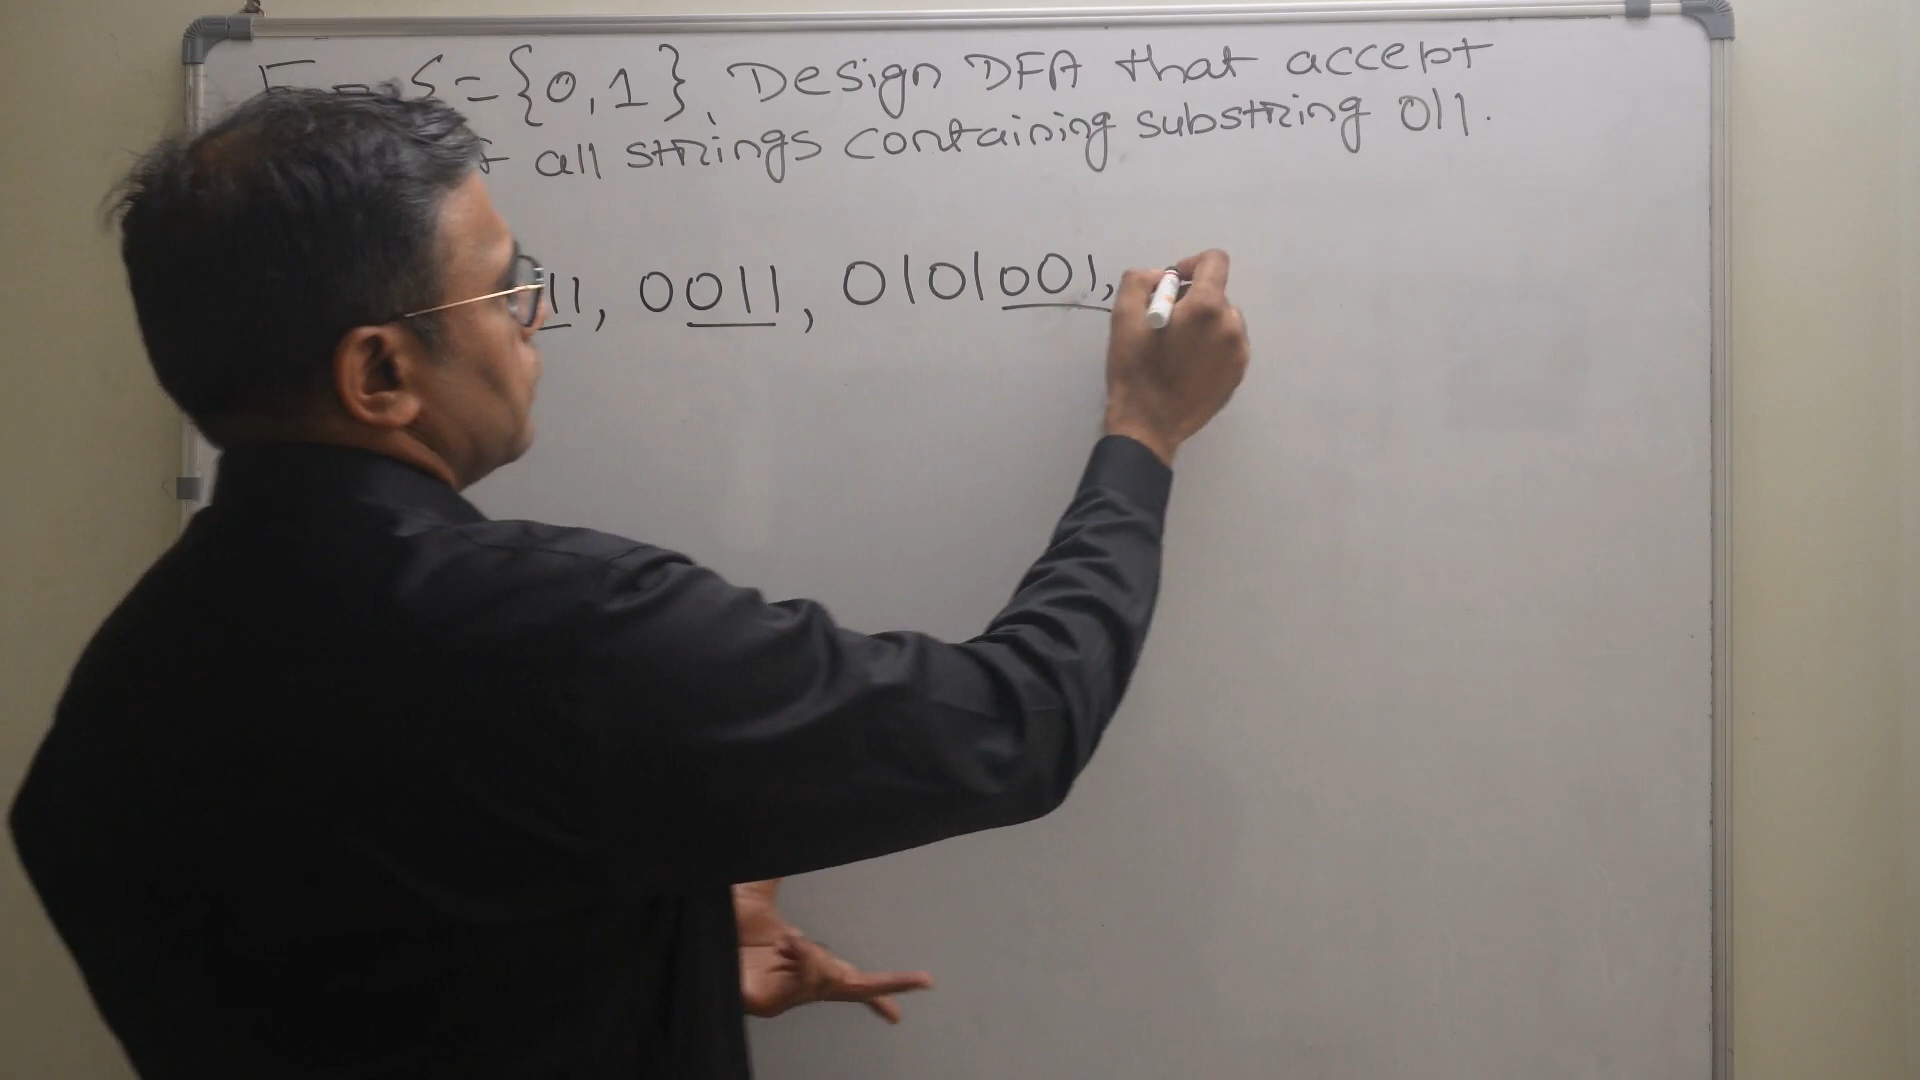 Σ={0,1}, Design DFA that accept
all strings containing substring 011.
11, 0011, 0101001,